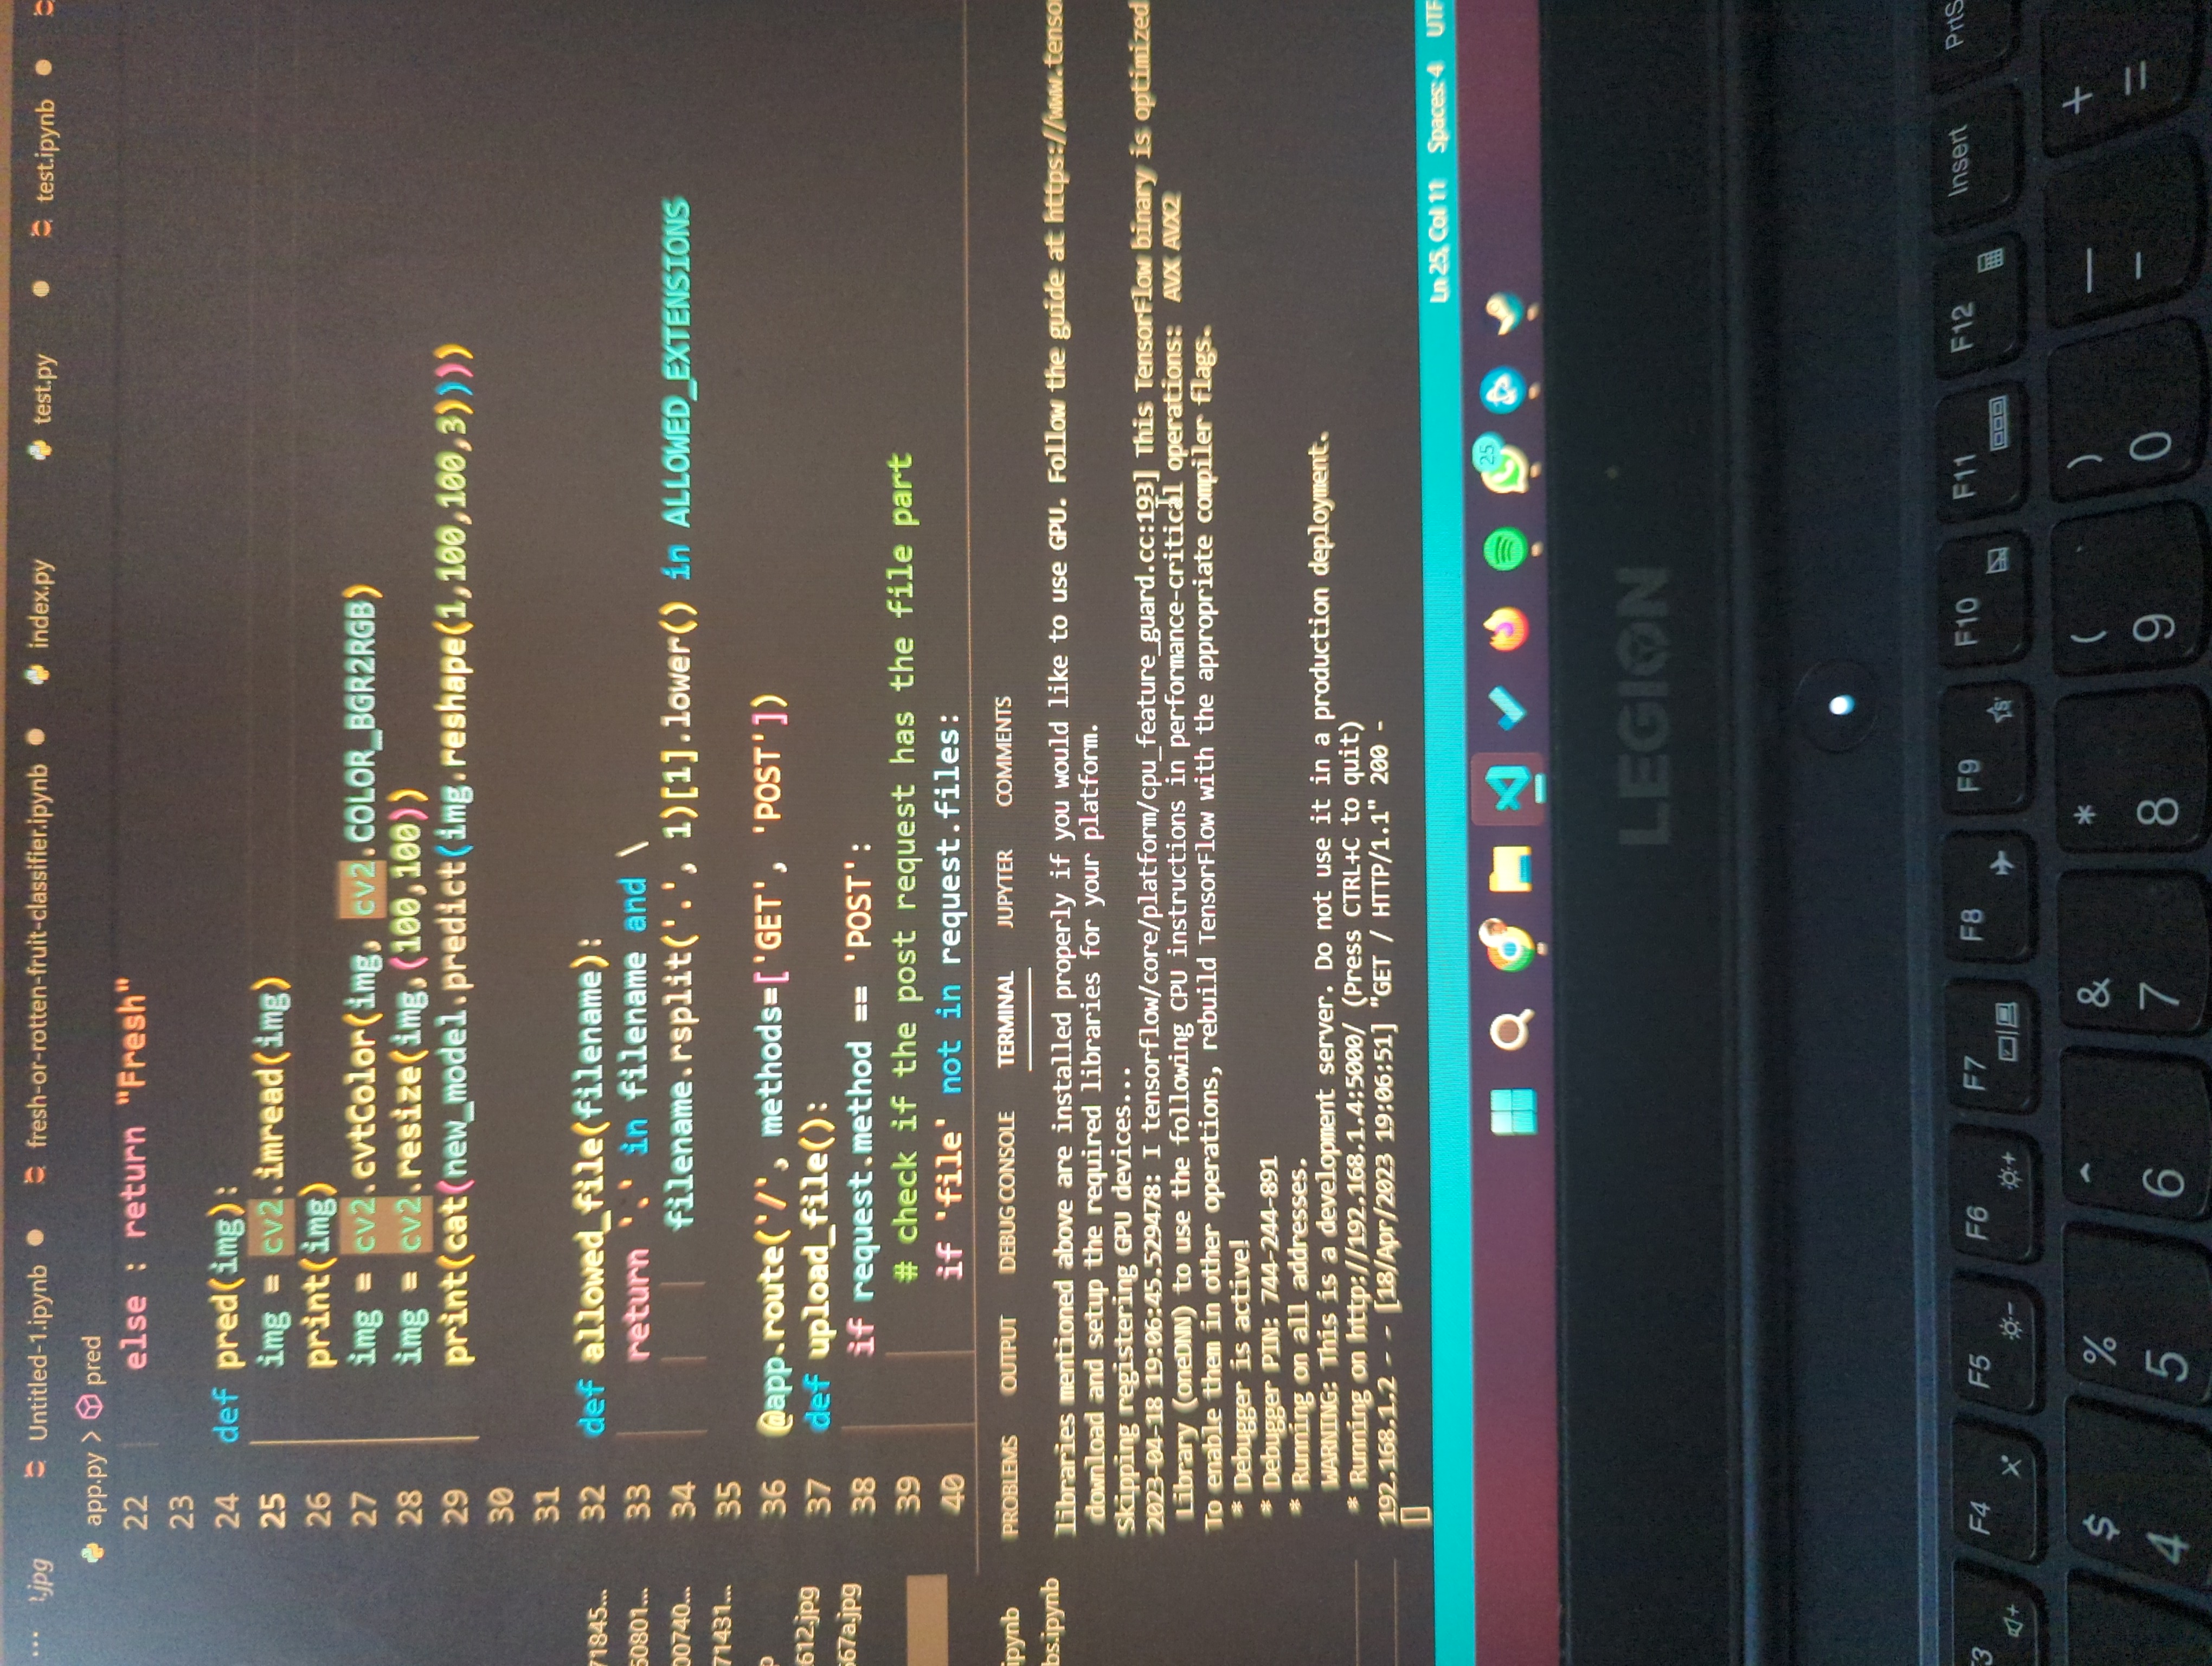 ... !.jpg Untitled-1.ipynb fresh-or-rotten-fruit-classifier.ipynb index.py test.py test.ipynb
app.py > pred
22 else : return "Fresh"
23
24 def pred(img):
25 img = cv2.imread(img)
26 print(img)
27 img = cv2.cvtColor(img, cv2.COLOR_BGR2RGB)
28 img = cv2.resize(img,(100,100))
29 print(cat(new_model.predict(img.reshape(1,100,100,3))))
30
31
71845...
32 def allowed_file(filename):
60801...
33 return '.' in filename and \
00740...
34 filename.rsplit('.', 1)[1].lower() in ALLOWED_EXTENSIONS
71431...
35
p
36 @app.route('/', methods=['GET', 'POST'])
612.jpg
37 def upload_file():
567a.jpg
38 if request.method == 'POST':
39 # check if the post request has the file part
40 if 'file' not in request.files:
ipynb
bs.ipynb
PROBLEMS OUTPUT DEBUG CONSOLE TERMINAL JUPYTER COMMENTS
libraries mentioned above are installed properly if you would like to use GPU. Follow the guide at https://www.tenso
download and setup the required libraries for your platform.
Skipping registering GPU devices...
2023-04-18 19:06:45.529478: I tensorflow/core/platform/cpu_feature_guard.cc:193] This TensorFlow binary is optimized
Library (oneDNN) to use the following CPU instructions in performance-critical operations: AVX AVX2
To enable them in other operations, rebuild TensorFlow with the appropriate compiler flags.
* Debugger is active!
* Debugger PIN: 744-244-891
* Running on all addresses.
WARNING: This is a development server. Do not use it in a production deployment.
* Running on http://192.168.1.4:5000/ (Press CTRL+C to quit)
192.168.1.2 - - [18/Apr/2023 19:06:51] "GET / HTTP/1.1" 200 -
Ln 25, Col 11 Spaces: 4 UTF
25
LEGION
F3 F4 F5 F6 F7 F8 F9 F10 F11 F12 Insert PrtS
$ % ^ & * ( ) — +
4 5 6 7 8 9 0 - =